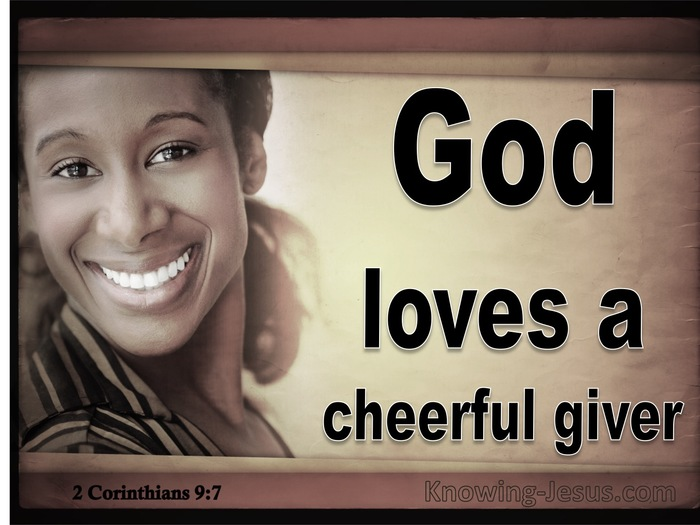 God
loves a
cheerful giver
2 Corinthians 9:7
Knowing-Jesus.com